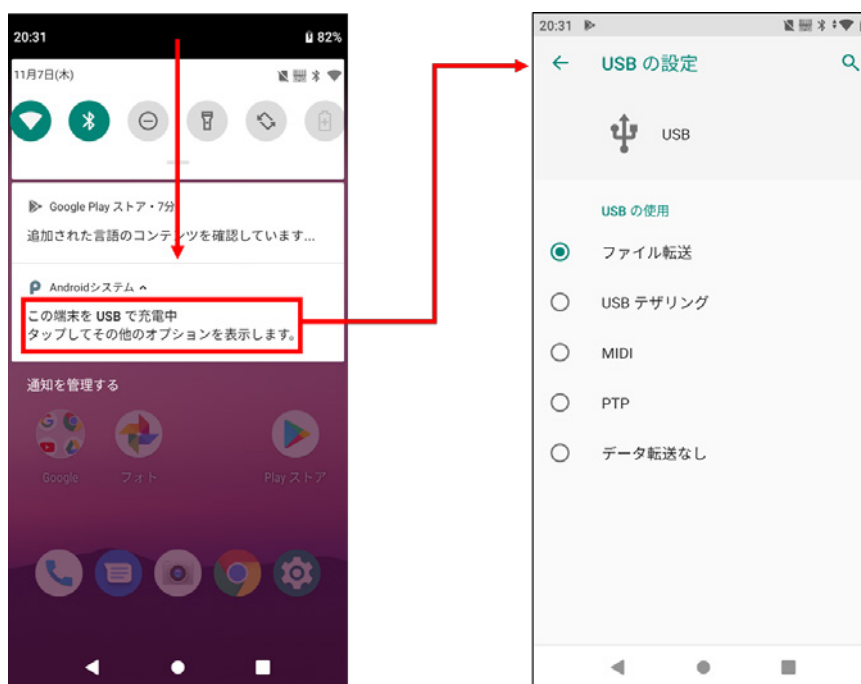 20:31
82%
11月7日(木)
Google Play ストア・7分
追加された言語のコンテンツを確認しています...
Androidシステム
この端末を USB で充電中
タップしてその他のオプションを表示します。
通知を管理する
Google
フォト
Play ストア
20:31
USB の設定
USB
USB の使用
ファイル転送
USB テザリング
MIDI
PTP
データ転送なし